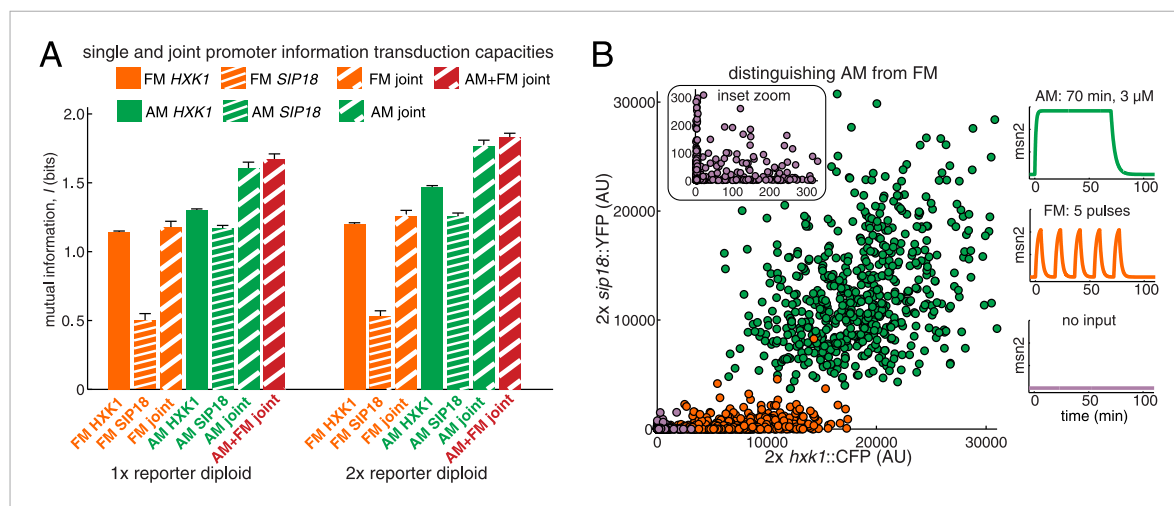 A
single and joint promoter information transduction capacities
FM HXK1 FM SIP18 FM joint AM+FM joint
AM HXK1 AM SIP18 AM joint
mutual information, I (bits)
2.0
1.5
1.0
0.5
0
FM HXK1
FM SIP18
FM joint
AM HXK1
AM SIP18
AM joint
AM+FM joint
FM HXK1
FM SIP18
FM joint
AM HXK1
AM SIP18
AM joint
AM+FM joint
1x reporter diploid
2x reporter diploid
B
distinguishing AM from FM
2x sip18::YFP (AU)
30000
20000
10000
0
0 10000 20000 30000
2x hxk1::CFP (AU)
inset zoom
300
200
100
0
0 100 200 300
AM: 70 min, 3 µM
msn2
0 50 100
FM: 5 pulses
msn2
0 50 100
no input
msn2
0 50 100
time (min)